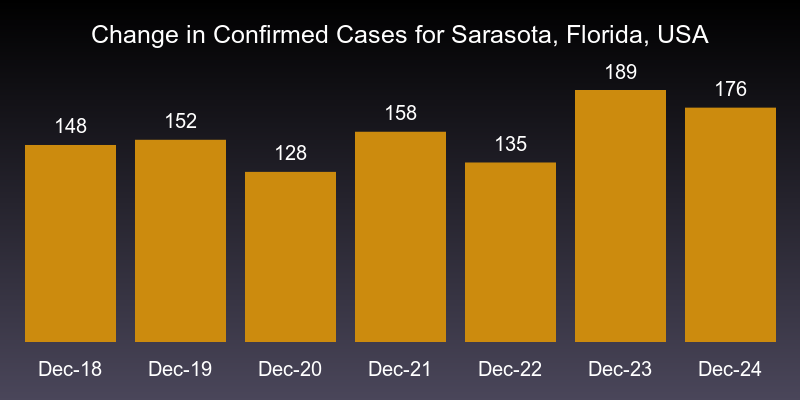 Change in Confirmed Cases for Sarasota, Florida, USA
148
152
128
158
135
189
176
Dec-18
Dec-19
Dec-20
Dec-21
Dec-22
Dec-23
Dec-24